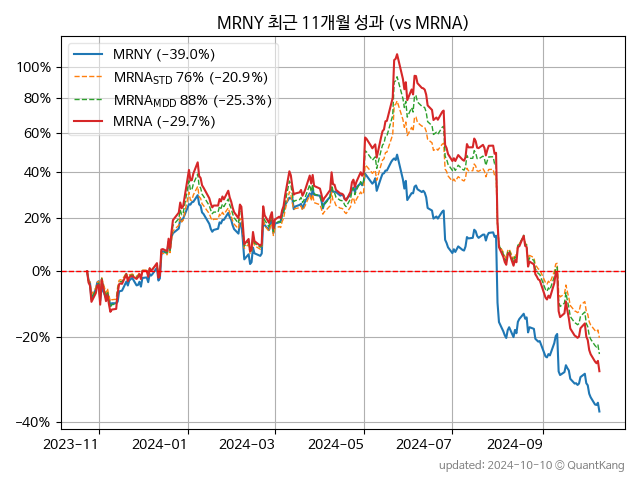 MRNY 최근 11개월 성과 (vs MRNA)
MRNY (−39.0%)
MRNA_STD 76% (−20.9%)
MRNA_MDD 88% (−25.3%)
MRNA (−29.7%)
100%
80%
60%
40%
20%
0%
−20%
−40%
2023−11
2024−01
2024−03
2024−05
2024−07
2024−09
updated: 2024−10−10 © QuantKang